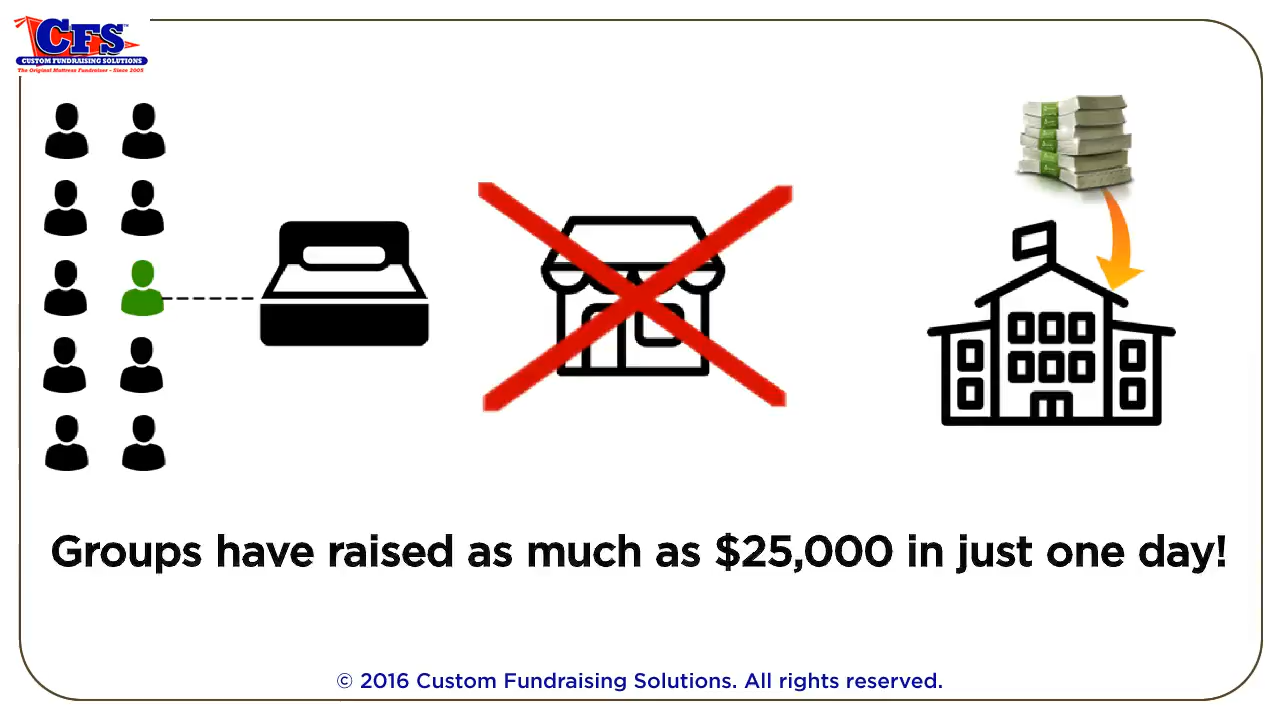 CFS™
CUSTOM FUNDRAISING SOLUTIONS
The Original Mattress Fundraiser - Since 2005
Groups have raised as much as $25,000 in just one day!
© 2016 Custom Fundraising Solutions. All rights reserved.